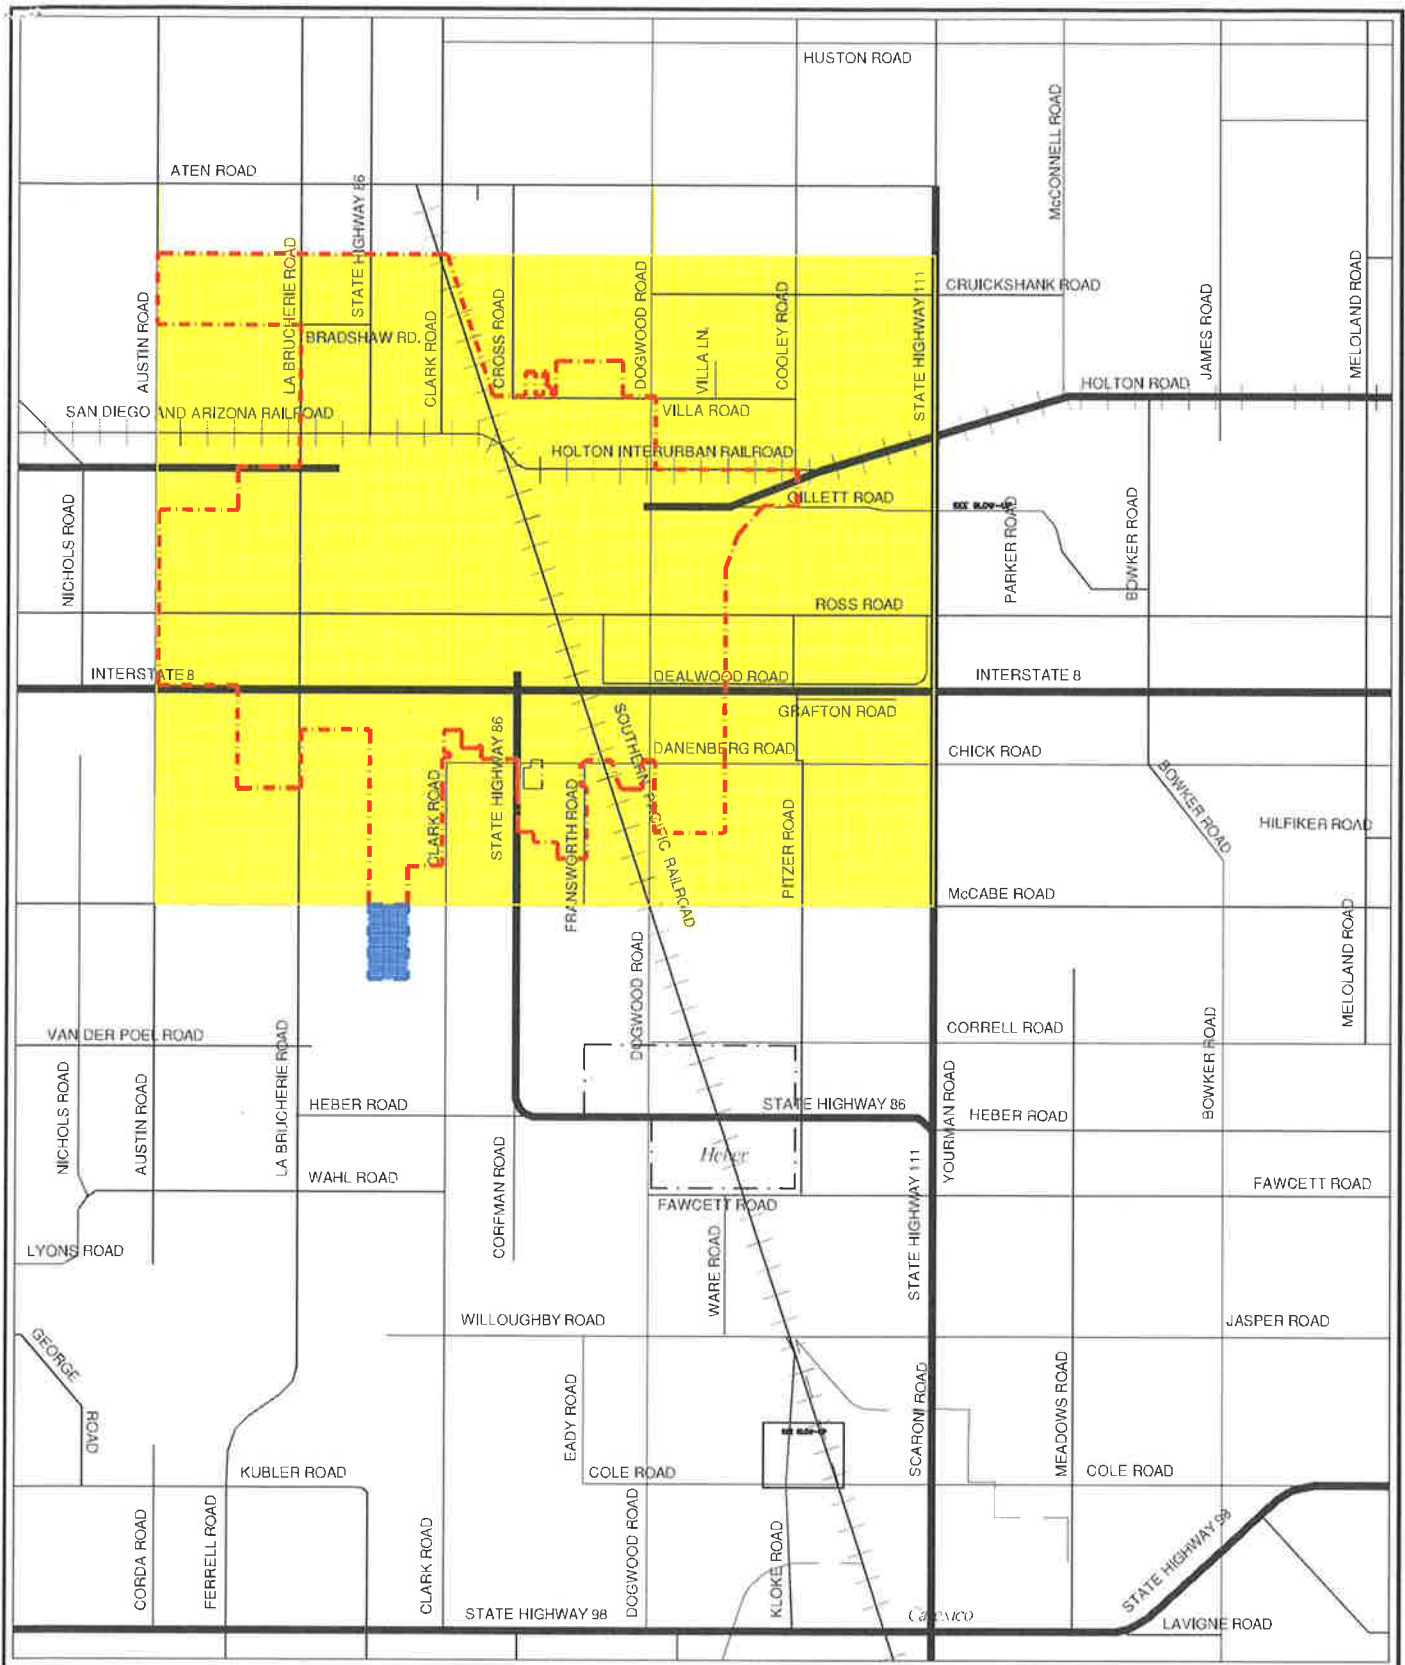 HUSTON ROAD
McCONNELL ROAD
ATEN ROAD
STATE HIGHWAY 86
LA BRUCHERIE ROAD
AUSTIN ROAD
BRADSHAW RD.
CLARK ROAD
CROSS ROAD
DOGWOOD ROAD
VILLA LN.
COOLEY ROAD
STATE HIGHWAY 111
CRUICKSHANK ROAD
JAMES ROAD
MELOLAND ROAD
HOLTON ROAD
SAN DIEGO AND ARIZONA RAILROAD
VILLA ROAD
HOLTON INTERURBAN RAILROAD
GILLETT ROAD
SEE BLOW-UP
NICHOLS ROAD
PARKER ROAD
BOWKER ROAD
ROSS ROAD
INTERSTATE 8
DEALWOOD ROAD
INTERSTATE 8
GRAFTON ROAD
SOUTHERN PACIFIC RAILROAD
STATE HIGHWAY 86
DANENBERG ROAD
CHICK ROAD
BOWKER ROAD
CLARK ROAD
FRANSWORTH ROAD
PITZER ROAD
HILFIKER ROAD
McCABE ROAD
MELOLAND ROAD
DOGWOOD ROAD
VAN DER POEL ROAD
LA BRUCHERIE ROAD
CORRELL ROAD
BOWKER ROAD
NICHOLS ROAD
AUSTIN ROAD
HEBER ROAD
STATE HIGHWAY 86
YOURMAN ROAD
HEBER ROAD
Heber
WAHL ROAD
CORFMAN ROAD
FAWCETT ROAD
STATE HIGHWAY 111
FAWCETT ROAD
LYONS ROAD
WARE ROAD
WILLOUGHBY ROAD
JASPER ROAD
GEORGE ROAD
EADY ROAD
SCARONI ROAD
MEADOWS ROAD
SEE BLOW-UP
KUBLER ROAD
COLE ROAD
COLE ROAD
CORDA ROAD
FERRELL ROAD
CLARK ROAD
DOGWOOD ROAD
KLOKE ROAD
STATE HIGHWAY 98
STATE HIGHWAY 98
Calexico
LAVIGNE ROAD